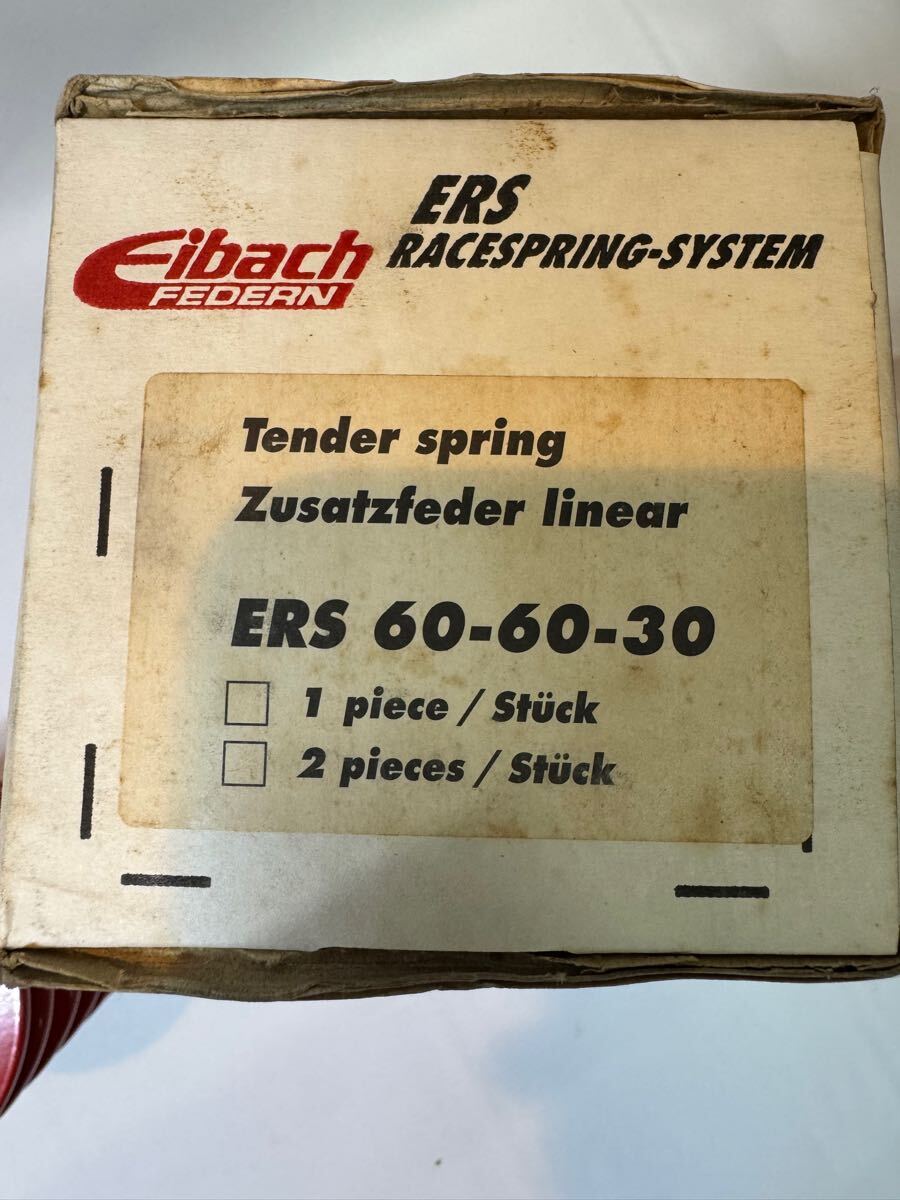 Eibach
FEDERN
ERS
RACESPRING-SYSTEM
Tender spring
Zusatzfeder linear
ERS 60-60-30
1 piece / Stück
2 pieces / Stück